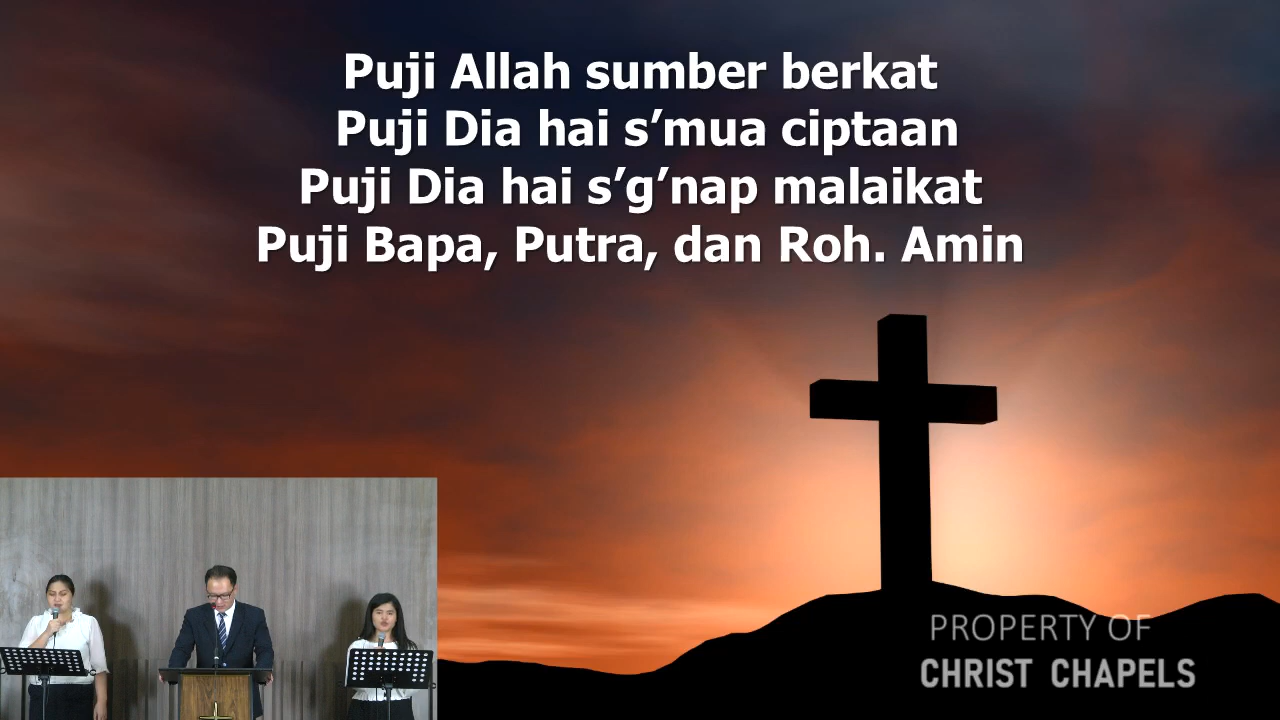 Puji Allah sumber berkat
Puji Dia hai s’mua ciptaan
Puji Dia hai s’g’nap malaikat
Puji Bapa, Putra, dan Roh. Amin
PROPERTY OF
CHRIST CHAPELS